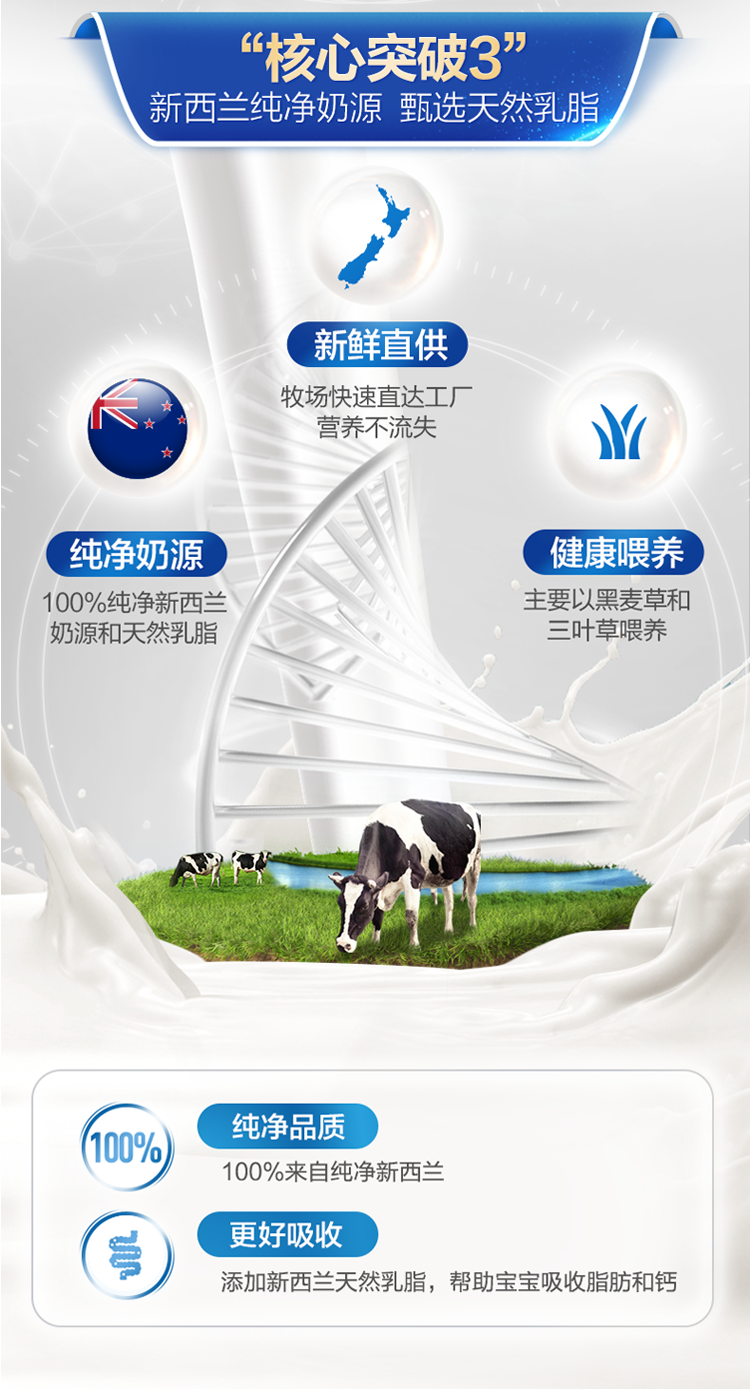 “核心突破3”
新西兰纯净奶源 甄选天然乳脂
新鲜直供
牧场快速直达工厂
营养不流失
纯净奶源
100%纯净新西兰
奶源和天然乳脂
健康喂养
主要以黑麦草和
三叶草喂养
100%
纯净品质
100%来自纯净新西兰
更好吸收
添加新西兰天然乳脂，帮助宝宝吸收脂肪和钙